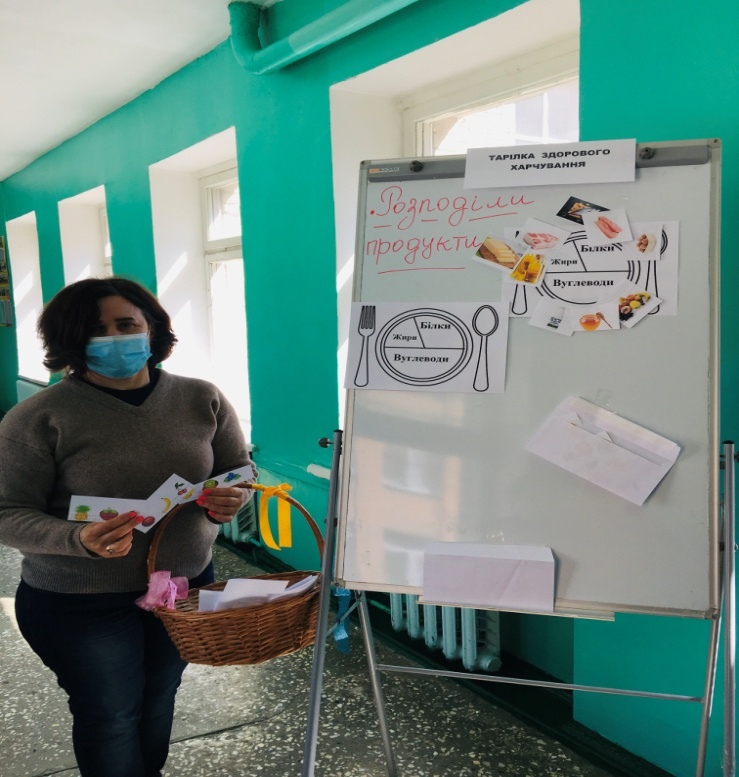 ТАРІЛКА ЗДОРОВОГО
ХАРЧУВАННЯ
Розподіли
продукти
Білки
Жири
Вуглеводи
Білки
Жири
Вуглеводи